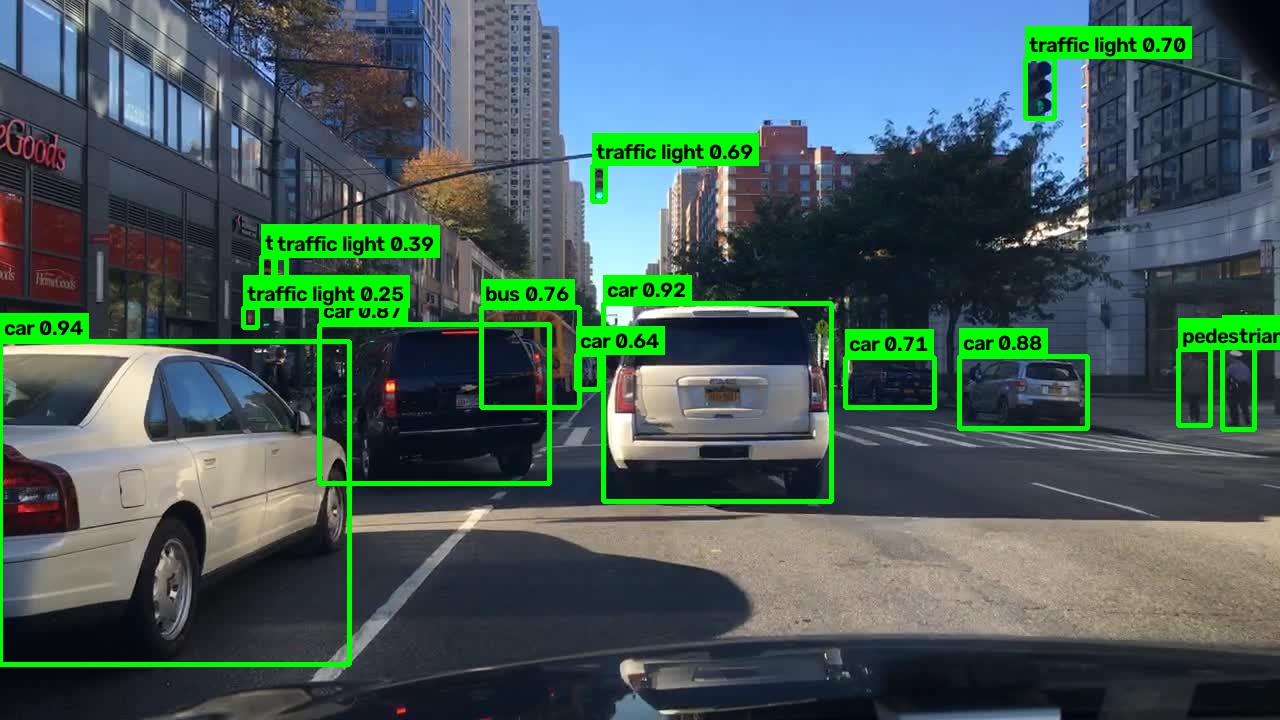 traffic light 0.70
traffic light 0.69
eGoods
t traffic light 0.39
HomeGoods
traffic light 0.25
bus 0.76
car 0.92
car 0.87
car 0.94
car 0.64
car 0.71
car 0.88
pedestrian